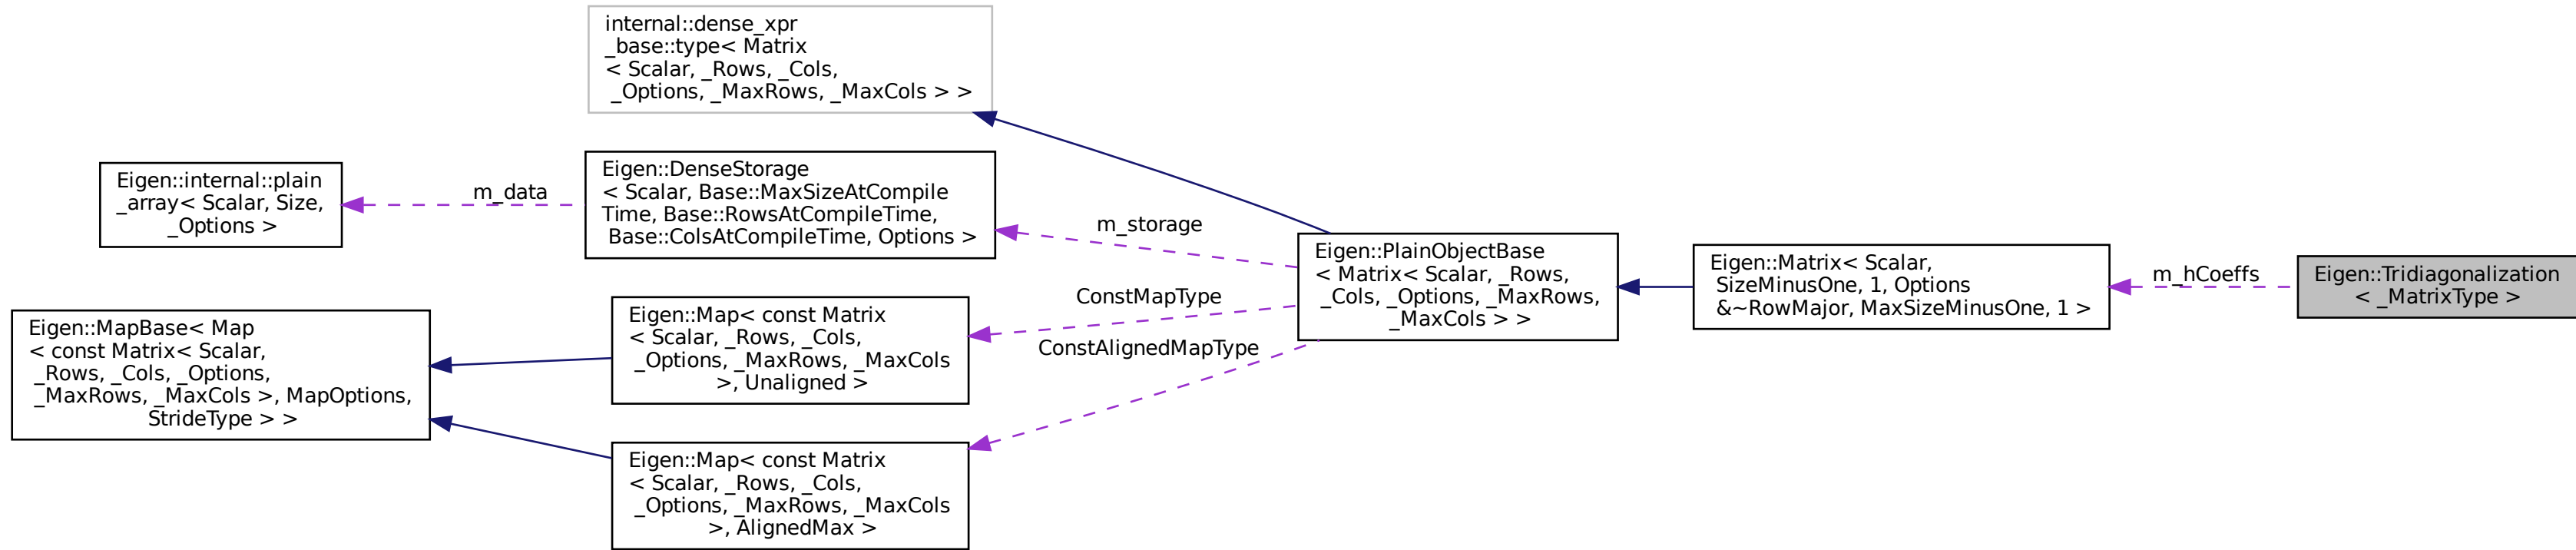 internal::dense_xpr
_base::type< Matrix
< Scalar, _Rows, _Cols,
_Options, _MaxRows, _MaxCols > >
Eigen::internal::plain
_array< Scalar, Size,
_Options >
m_data
Eigen::DenseStorage
< Scalar, Base::MaxSizeAtCompile
Time, Base::RowsAtCompileTime,
Base::ColsAtCompileTime, Options >
m_storage
Eigen::MapBase< Map
< const Matrix< Scalar,
_Rows, _Cols, _Options,
_MaxRows, _MaxCols >, MapOptions,
StrideType > >
Eigen::Map< const Matrix
< Scalar, _Rows, _Cols,
_Options, _MaxRows, _MaxCols
>, Unaligned >
ConstMapType
ConstAlignedMapType
Eigen::Map< const Matrix
< Scalar, _Rows, _Cols,
_Options, _MaxRows, _MaxCols
>, AlignedMax >
Eigen::PlainObjectBase
< Matrix< Scalar, _Rows,
_Cols, _Options, _MaxRows,
_MaxCols > >
Eigen::Matrix< Scalar,
SizeMinusOne, 1, Options
&~RowMajor, MaxSizeMinusOne, 1 >
m_hCoeffs
Eigen::Tridiagonalization
< _MatrixType >